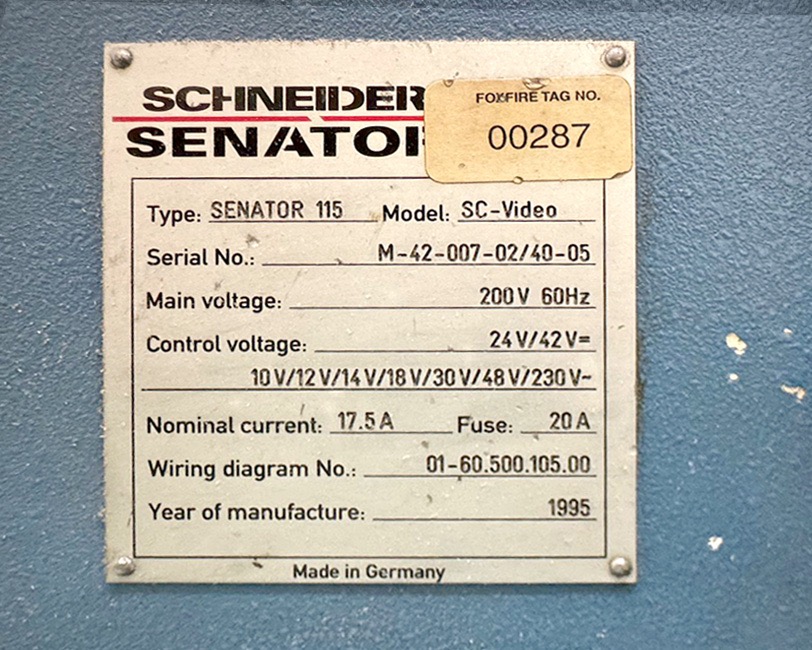 SCHNEIDER
SENATOR
FOXFIRE TAG NO.
00287
Type: SENATOR 115 Model: SC-Video
Serial No.: M-42-007-02/40-05
Main voltage: 200V 60Hz
Control voltage: 24V/42V=
10V/12V/14V/18V/30V/48V/230V~
Nominal current: 17.5A Fuse: 20A
Wiring diagram No.: 01-60.500.105.00
Year of manufacture: 1995
Made in Germany